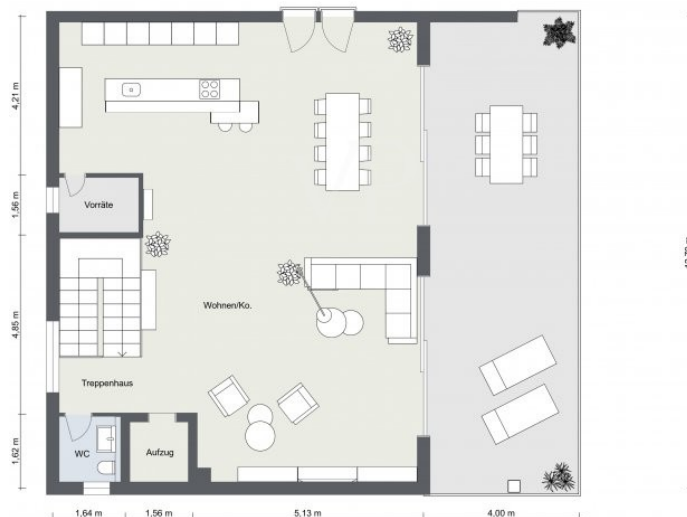 4,21 m
1,56 m
Vorräte
Wohnen/Ko.
4,85 m
Treppenhaus
1,62 m
WC
Aufzug
1,64 m
1,56 m
5,13 m
4,00 m